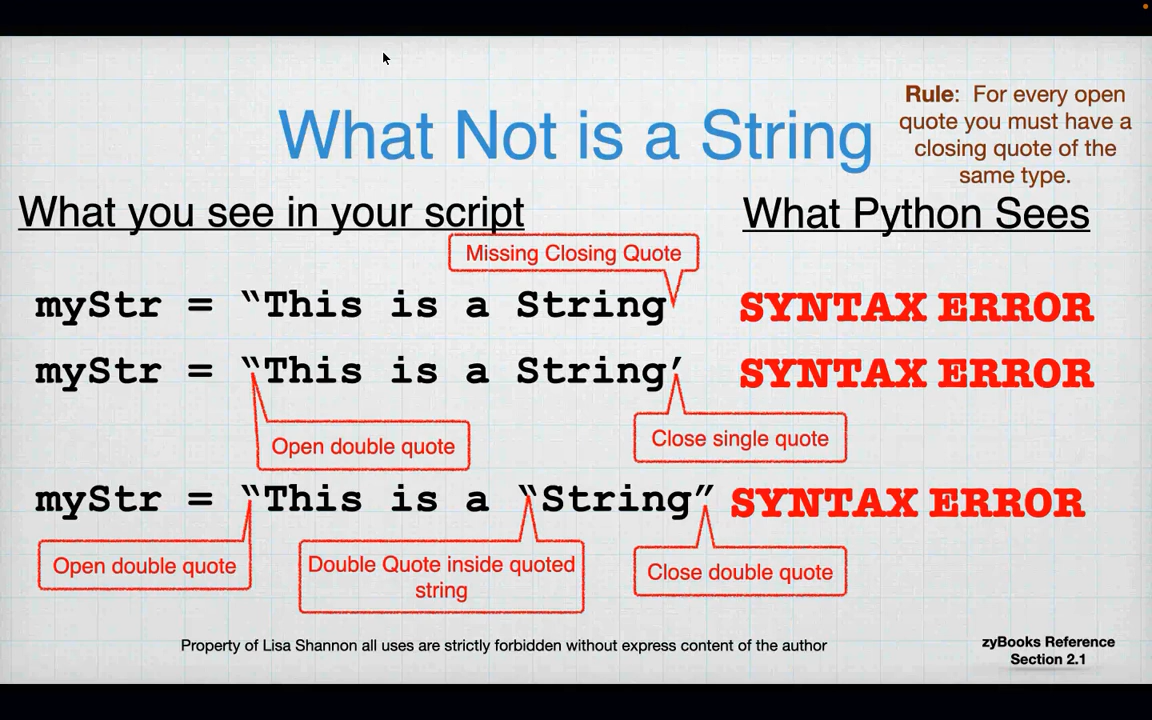 What Not is a String
Rule:  For every open
quote you must have a
closing quote of the
same type.
What you see in your script
What Python Sees
Missing Closing Quote
myStr = “This is a String
SYNTAX ERROR
myStr = “This is a String’
SYNTAX ERROR
Open double quote
Close single quote
myStr = “This is a “String”
SYNTAX ERROR
Open double quote
Double Quote inside quoted
string
Close double quote
Property of Lisa Shannon all uses are strictly forbidden without express content of the author
zyBooks Reference
Section 2.1